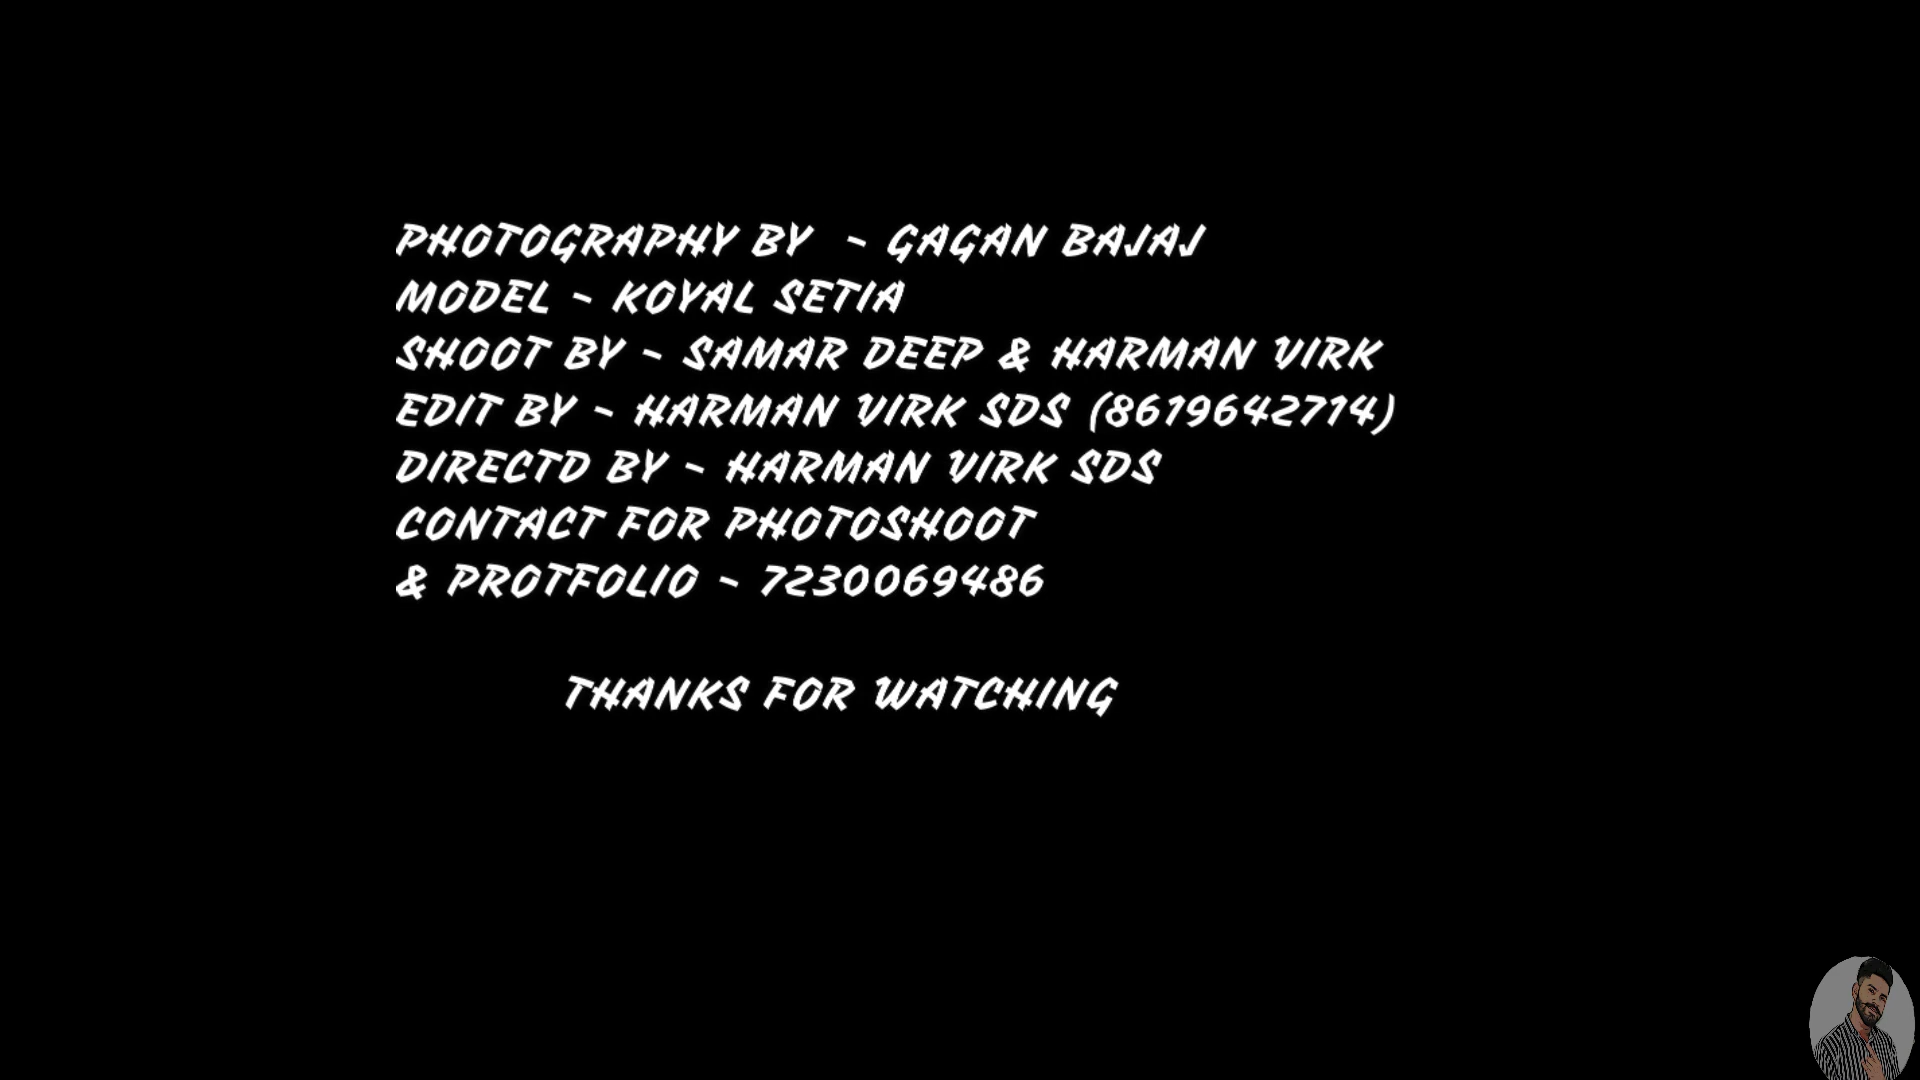 PHOTOGRAPHY BY - GAGAN BAJAJ
MODEL - KOYAL SETIA
SHOOT BY - SAMAR DEEP & HARMAN VIRK
EDIT BY - HARMAN VIRK SDS (8619642714)
DIRECTD BY - HARMAN VIRK SDS
CONTACT FOR PHOTOSHOOT
& PROTFOLIO - 7230069486
THANKS FOR WATCHING